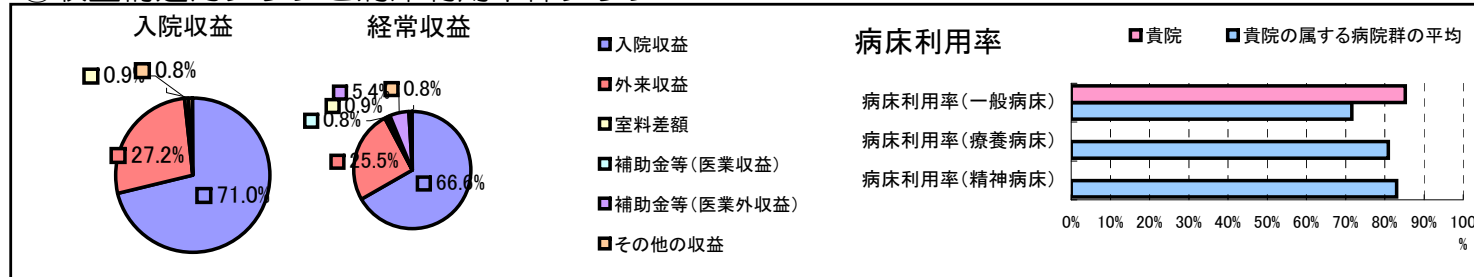 入院収益
0.9%
0.8%
27.2%
71.0%
経常収益
5.4%
0.8%
0.9%
0.8%
25.5%
66.6%
入院収益
外来収益
室料差額
補助金等(医業収益)
補助金等(医業外収益)
その他の収益
病床利用率
貴院
貴院の属する病院群の平均
病床利用率(一般病床)
病床利用率(療養病床)
病床利用率(精神病床)
0% 10% 20% 30% 40% 50% 60% 70% 80% 90% 100
%